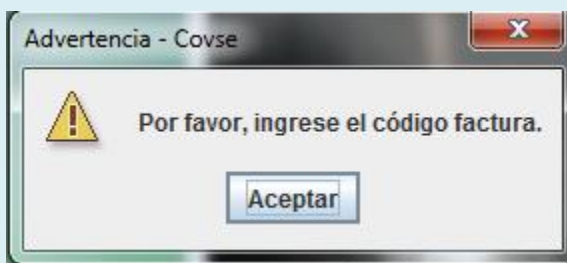 Advertencia - Covse
Por favor, ingrese el código factura.
Aceptar